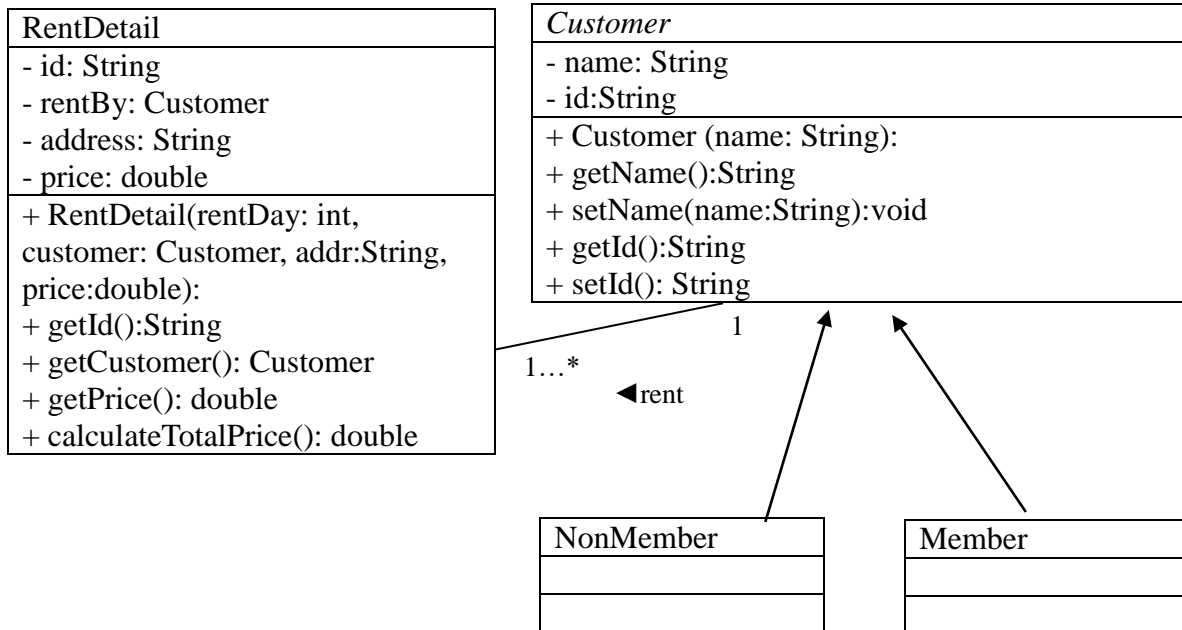 RentDetail
- id: String
- rentBy: Customer
- address: String
- price: double
+ RentDetail(rentDay: int,
customer: Customer, addr:String,
price:double):
+ getId():String
+ getCustomer(): Customer
+ getPrice(): double
+ calculateTotalPrice(): double
Customer
- name: String
- id:String
+ Customer (name: String):
+ getName():String
+ setName(name:String):void
+ getId():String
+ setId(): String
1
1…*
◄rent
NonMember
Member